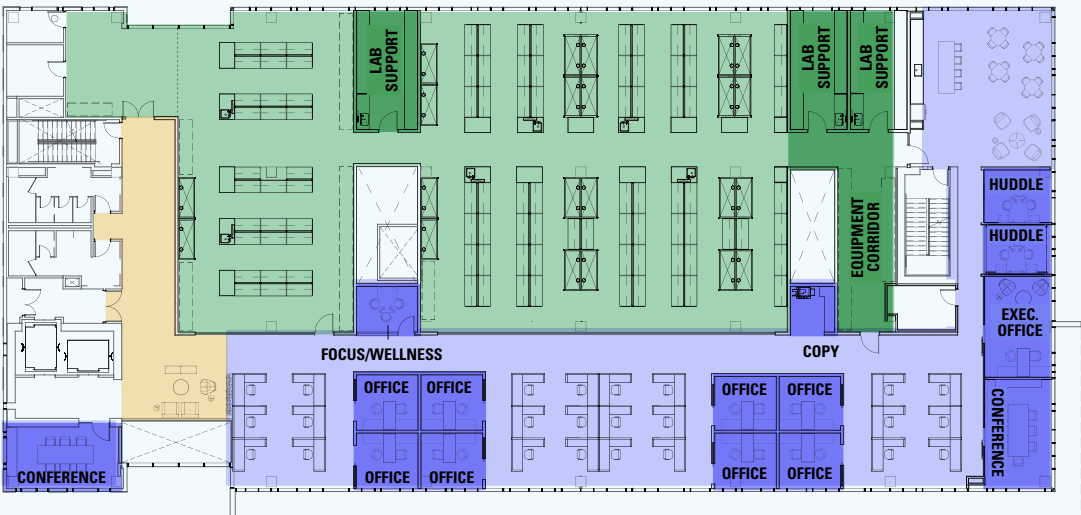 LAB
SUPPORT
LAB
SUPPORT
LAB
SUPPORT
HUDDLE
HUDDLE
EQUIPMENT
CORRIDOR
EXEC.
OFFICE
FOCUS/WELLNESS
COPY
OFFICE
OFFICE
OFFICE
OFFICE
CONFERENCE
CONFERENCE
OFFICE
OFFICE
OFFICE
OFFICE